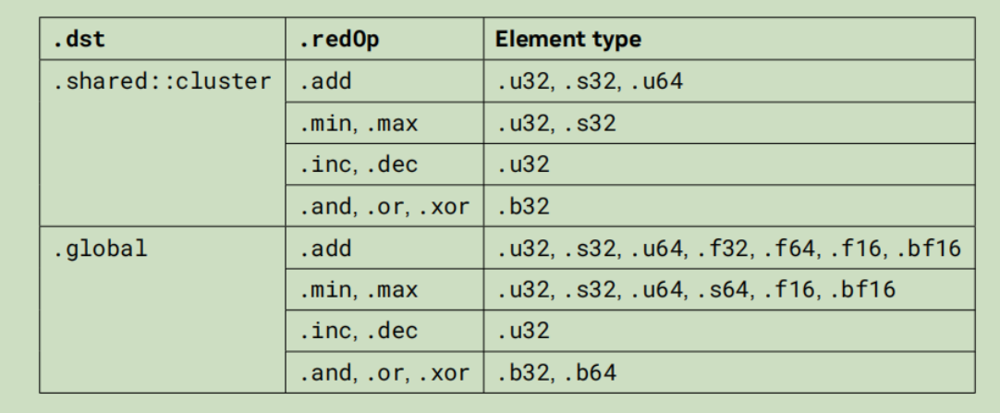 .dst .redOp Element type
.shared::cluster .add .u32, .s32, .u64
.min, .max .u32, .s32
.inc, .dec .u32
.and, .or, .xor .b32
.global .add .u32, .s32, .u64, .f32, .f64, .f16, .bf16
.min, .max .u32, .s32, .u64, .s64, .f16, .bf16
.inc, .dec .u32
.and, .or, .xor .b32, .b64